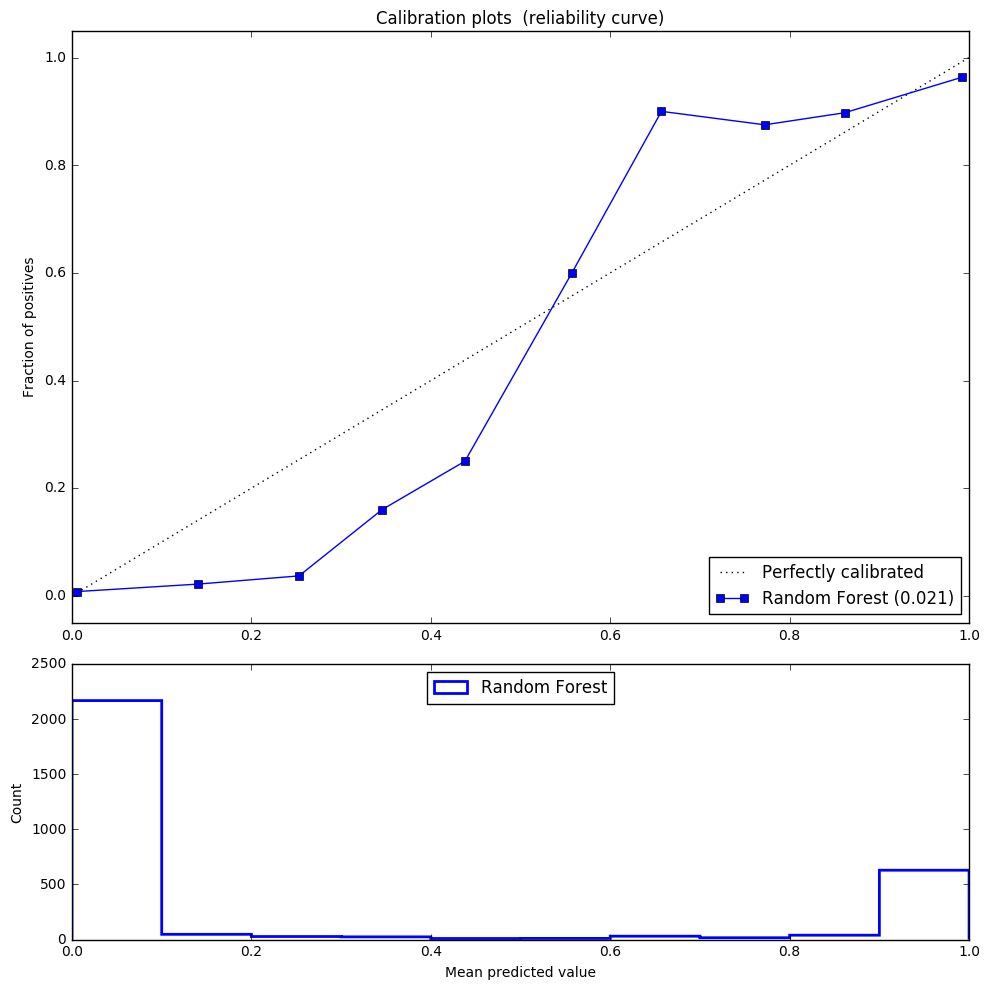 Calibration plots  (reliability curve)
1.0
0.8
0.6
0.4
0.2
0.0
Fraction of positives
Perfectly calibrated
Random Forest (0.021)
0.0 0.2 0.4 0.6 0.8 1.0
2500
2000
1500
1000
500
0
Count
Random Forest
0.0 0.2 0.4 0.6 0.8 1.0
Mean predicted value